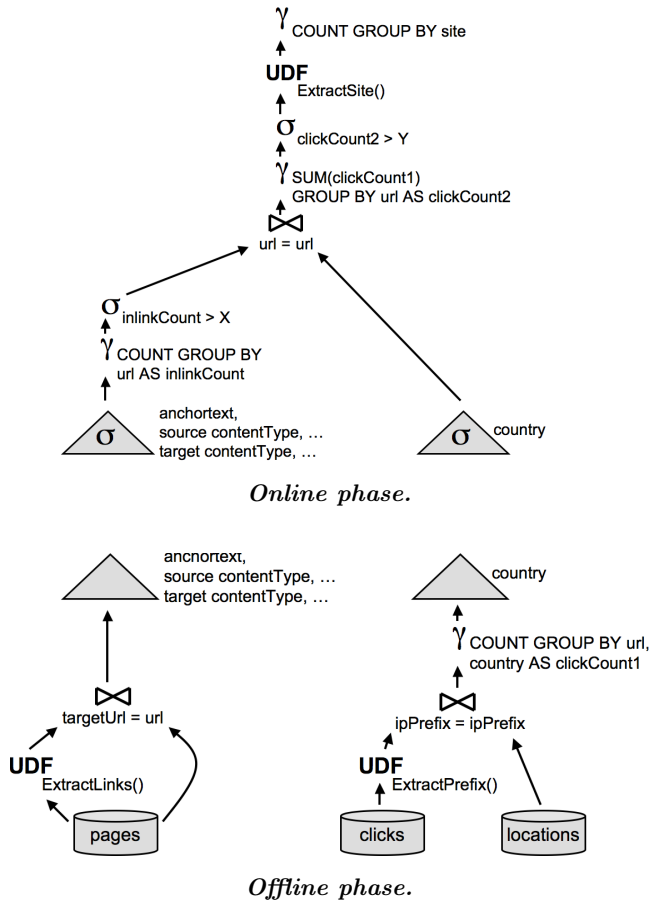 γ COUNT GROUP BY site
UDF
ExtractSite()
σ clickCount2 > Y
γ SUM(clickCount1)
GROUP BY url AS clickCount2
⋈
url = url
σ inlinkCount > X
γ COUNT GROUP BY
url AS inlinkCount
σ
anchortext,
source contentType, …
target contentType, …
σ
country
Online phase.
anchortext,
source contentType, …
target contentType, …
country
γ COUNT GROUP BY url,
country AS clickCount1
⋈
targetUrl = url
⋈
ipPrefix = ipPrefix
UDF
ExtractLinks()
UDF
ExtractPrefix()
pages
clicks
locations
Offline phase.